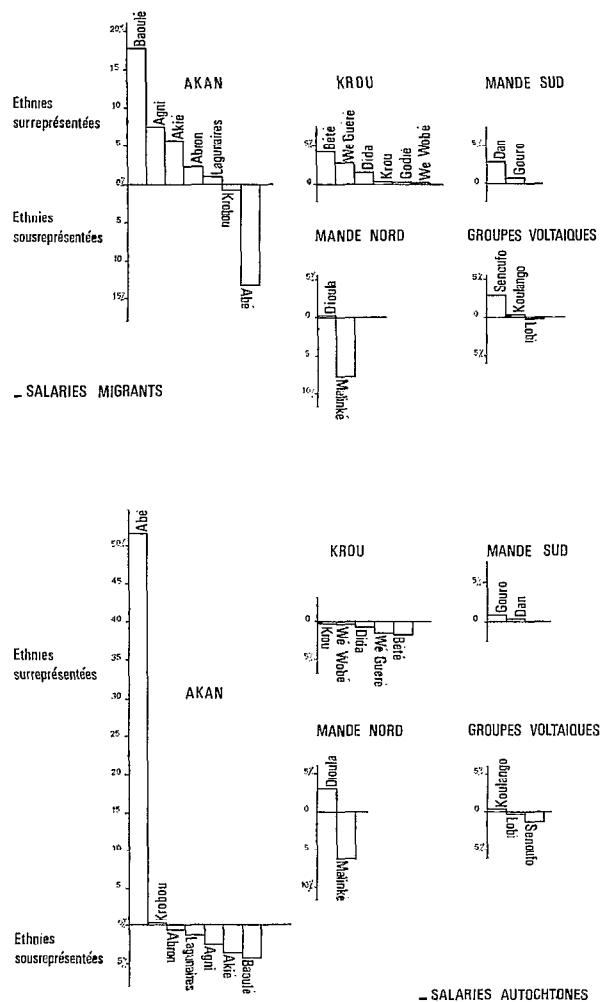 20%
15
10
5
0%
5
10
15%
Ethnies
surreprésentées
Ethnies
sousreprésentées
AKAN
Baoulé
Agni
Akié
Abron
Lagunaires
Krobou
Abé
KROU
5%
0
Bété
Wé Gueré
Dida
Krou
Godié
We Wobé
MANDE SUD
5%
0
Dan
Gouro
MANDE NORD
5%
0
5
10%
Dioula
Malinké
GROUPES VOLTAIQUES
5%
0
5%
Senoufo
Koulango
Lobi
_ SALARIES MIGRANTS
50%
45
40
35
30
25
20
15
10
5
0%
5%
Ethnies
surreprésentées
Ethnies
sousreprésentées
AKAN
Abé
Krobou
Abron
Lagunaires
Agni
Akié
Baoulé
KROU
5%
Krou
Wé Wobé
Dida
Wé Gueré
Bété
MANDE SUD
5%
0
Gouro
Dan
MANDE NORD
5%
0
5
10%
Dioula
Malinké
GROUPES VOLTAIQUES
5%
0
5%
Koulango
Lobi
Senoufo
_ SALARIES AUTOCHTONES